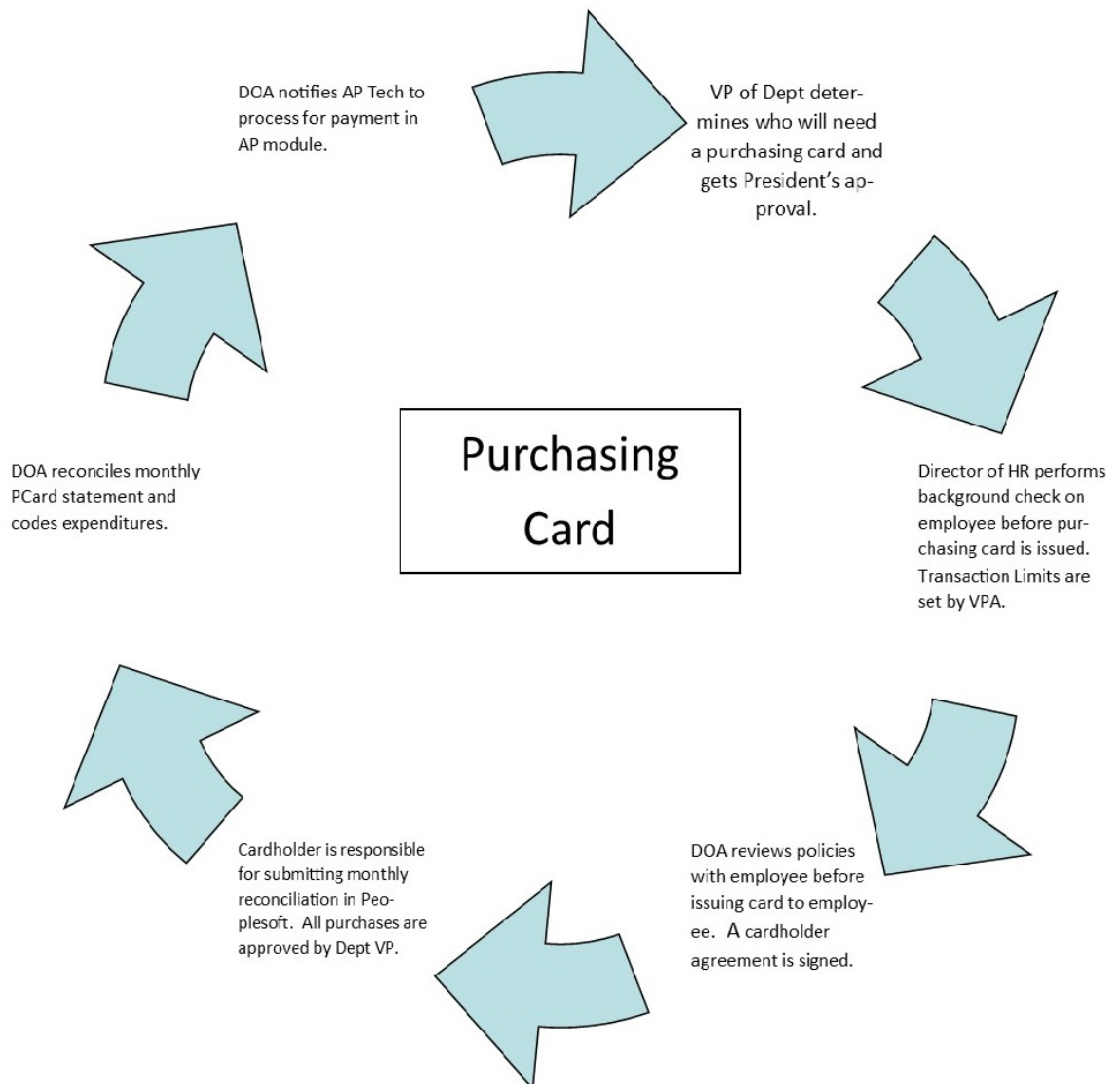 DOA notifies AP Tech to
process for payment in
AP module.
VP of Dept deter-
mines who will need
a purchasing card and
gets President's ap-
proval.
Director of HR performs
background check on
employee before pur-
chasing card is issued.
Transaction Limits are
set by VPA.
DOA reviews policies
with employee before
issuing card to employ-
ee.  A cardholder
agreement is signed.
Cardholder is responsible
for submitting monthly
reconciliation in Peo-
plesoft.  All purchases are
approved by Dept VP.
DOA reconciles monthly
PCard statement and
codes expenditures.
Purchasing
Card